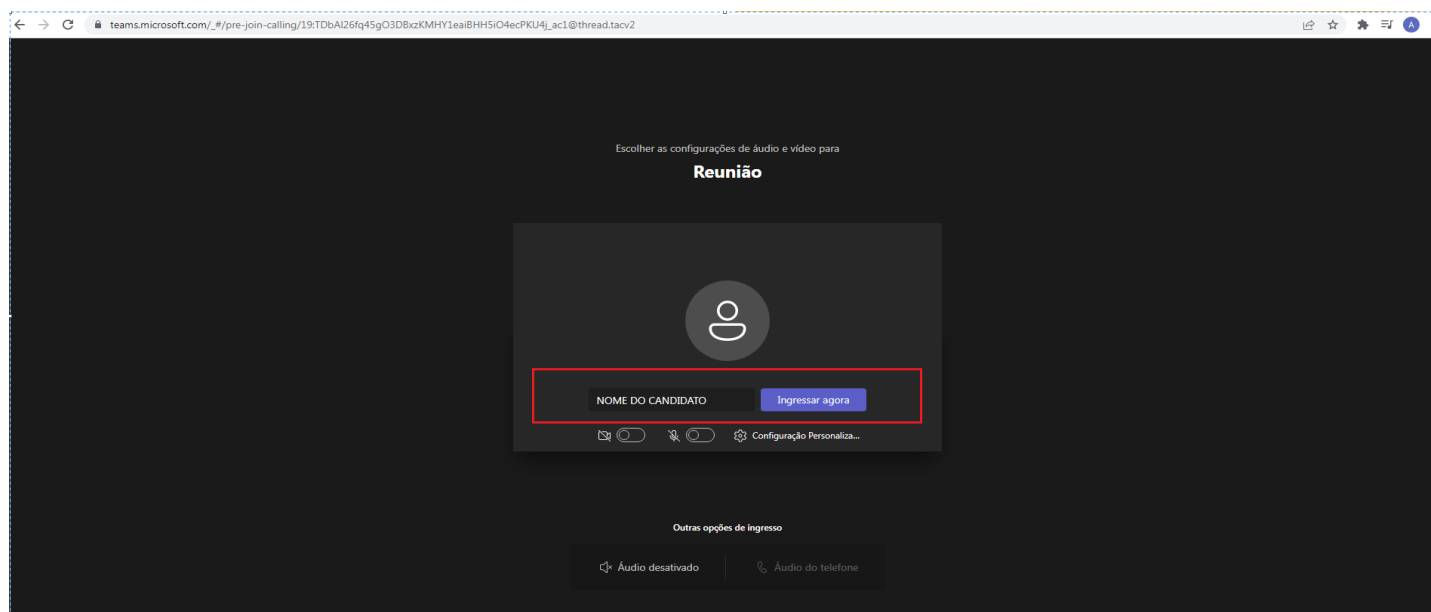 teams.microsoft.com/_#/pre-join-calling/19:TDbAl26fq45gO3DBxzKMHY1eaiBHH5iO4ecPKU4j_ac1@thread.tacv2
A
Escolher as configurações de áudio e vídeo para
Reunião
NOME DO CANDIDATO
Ingressar agora
Configuração Personaliza...
Outras opções de ingresso
Áudio desativado
Áudio do telefone